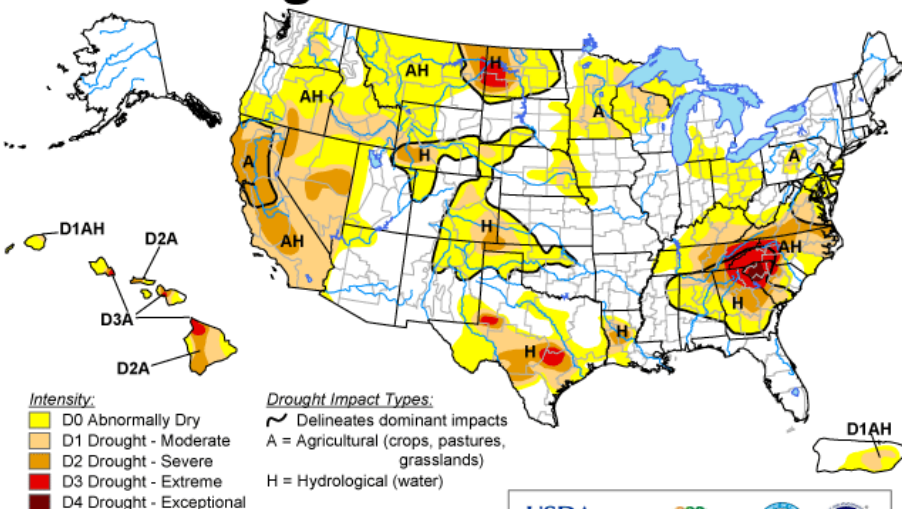 H
AH
AH
A
H
A
A
D1AH
D2A
H
AH
AH
D3A
H
H
H
D2A
Intensity:
D0 Abnormally Dry
D1 Drought - Moderate
D2 Drought - Severe
D3 Drought - Extreme
D4 Drought - Exceptional
Drought Impact Types:
Delineates dominant impacts
A = Agricultural (crops, pastures,
grasslands)
H = Hydrological (water)
D1AH
USDA